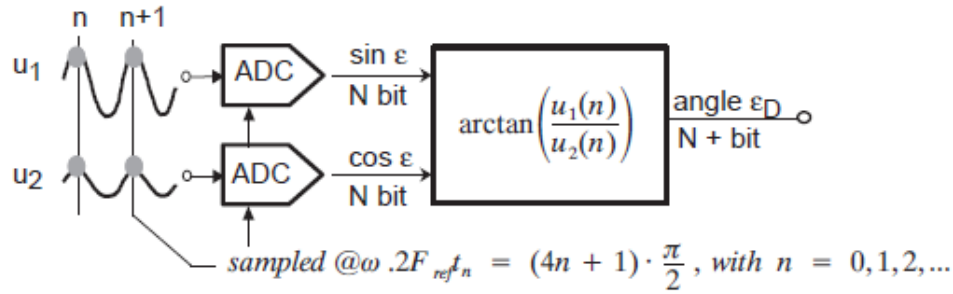 n n+1
u1 ADC sin ε
N bit
arctan(u1(n)/u2(n)) angle εD
N + bit
u2 ADC cos ε
N bit
sampled @ω .2F ref tn = (4n + 1) · π/2 , with n = 0,1,2,...